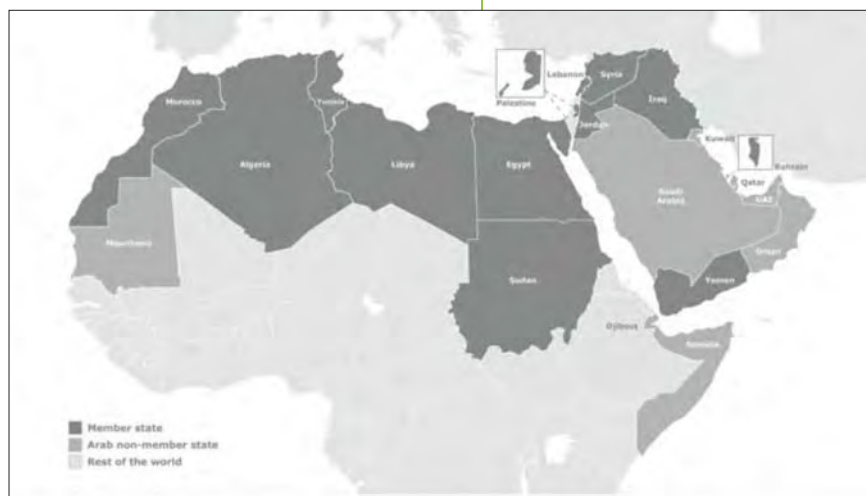 Morocco
Tunisia
Lebanon
Syria
Palestine
Jordan
Iraq
Kuwait
Bahrain
Qatar
UAE
Algeria
Libya
Egypt
Saudi
Arabia
Oman
Mauritania
Sudan
Yemen
Djibouti
Somalia
Member state
Arab non-member state
Rest of the world